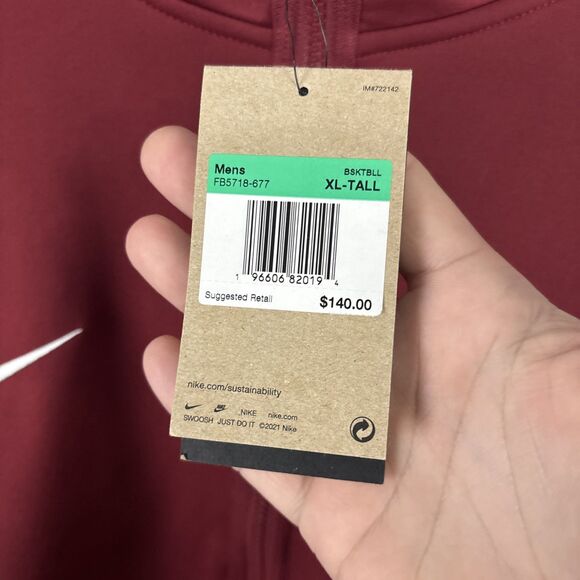 IM#722142
Mens BSKTBLL
FB5718-677 XL-TALL
1 96606 82019 4
Suggested Retail $140.00
nike.com/sustainability
NIKE nike.com
SWOOSH JUST DO IT ©2021 Nike